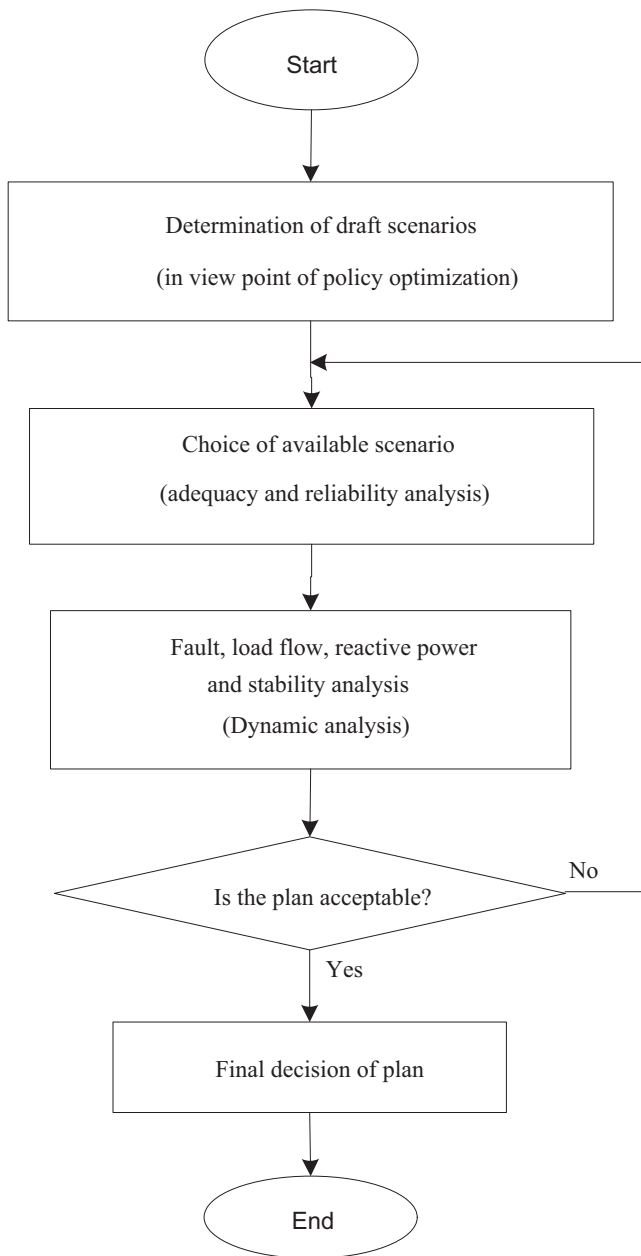 Start
Determination of draft scenarios
(in view point of policy optimization)
Choice of available scenario
(adequacy and reliability analysis)
Fault, load flow, reactive power
and stability analysis
(Dynamic analysis)
Is the plan acceptable?
No
Yes
Final decision of plan
End